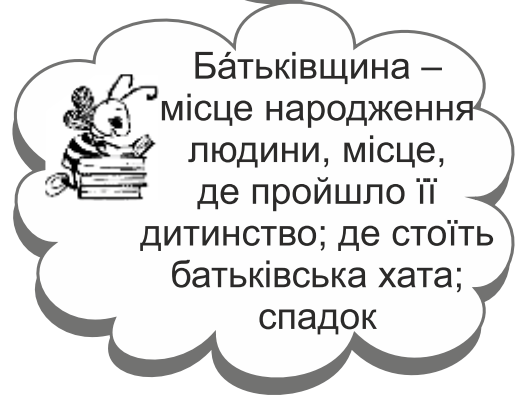 Ба́тьківщина –
місце народження
людини, місце,
де пройшло її
дитинство; де стоїть
батьківська хата;
спадок